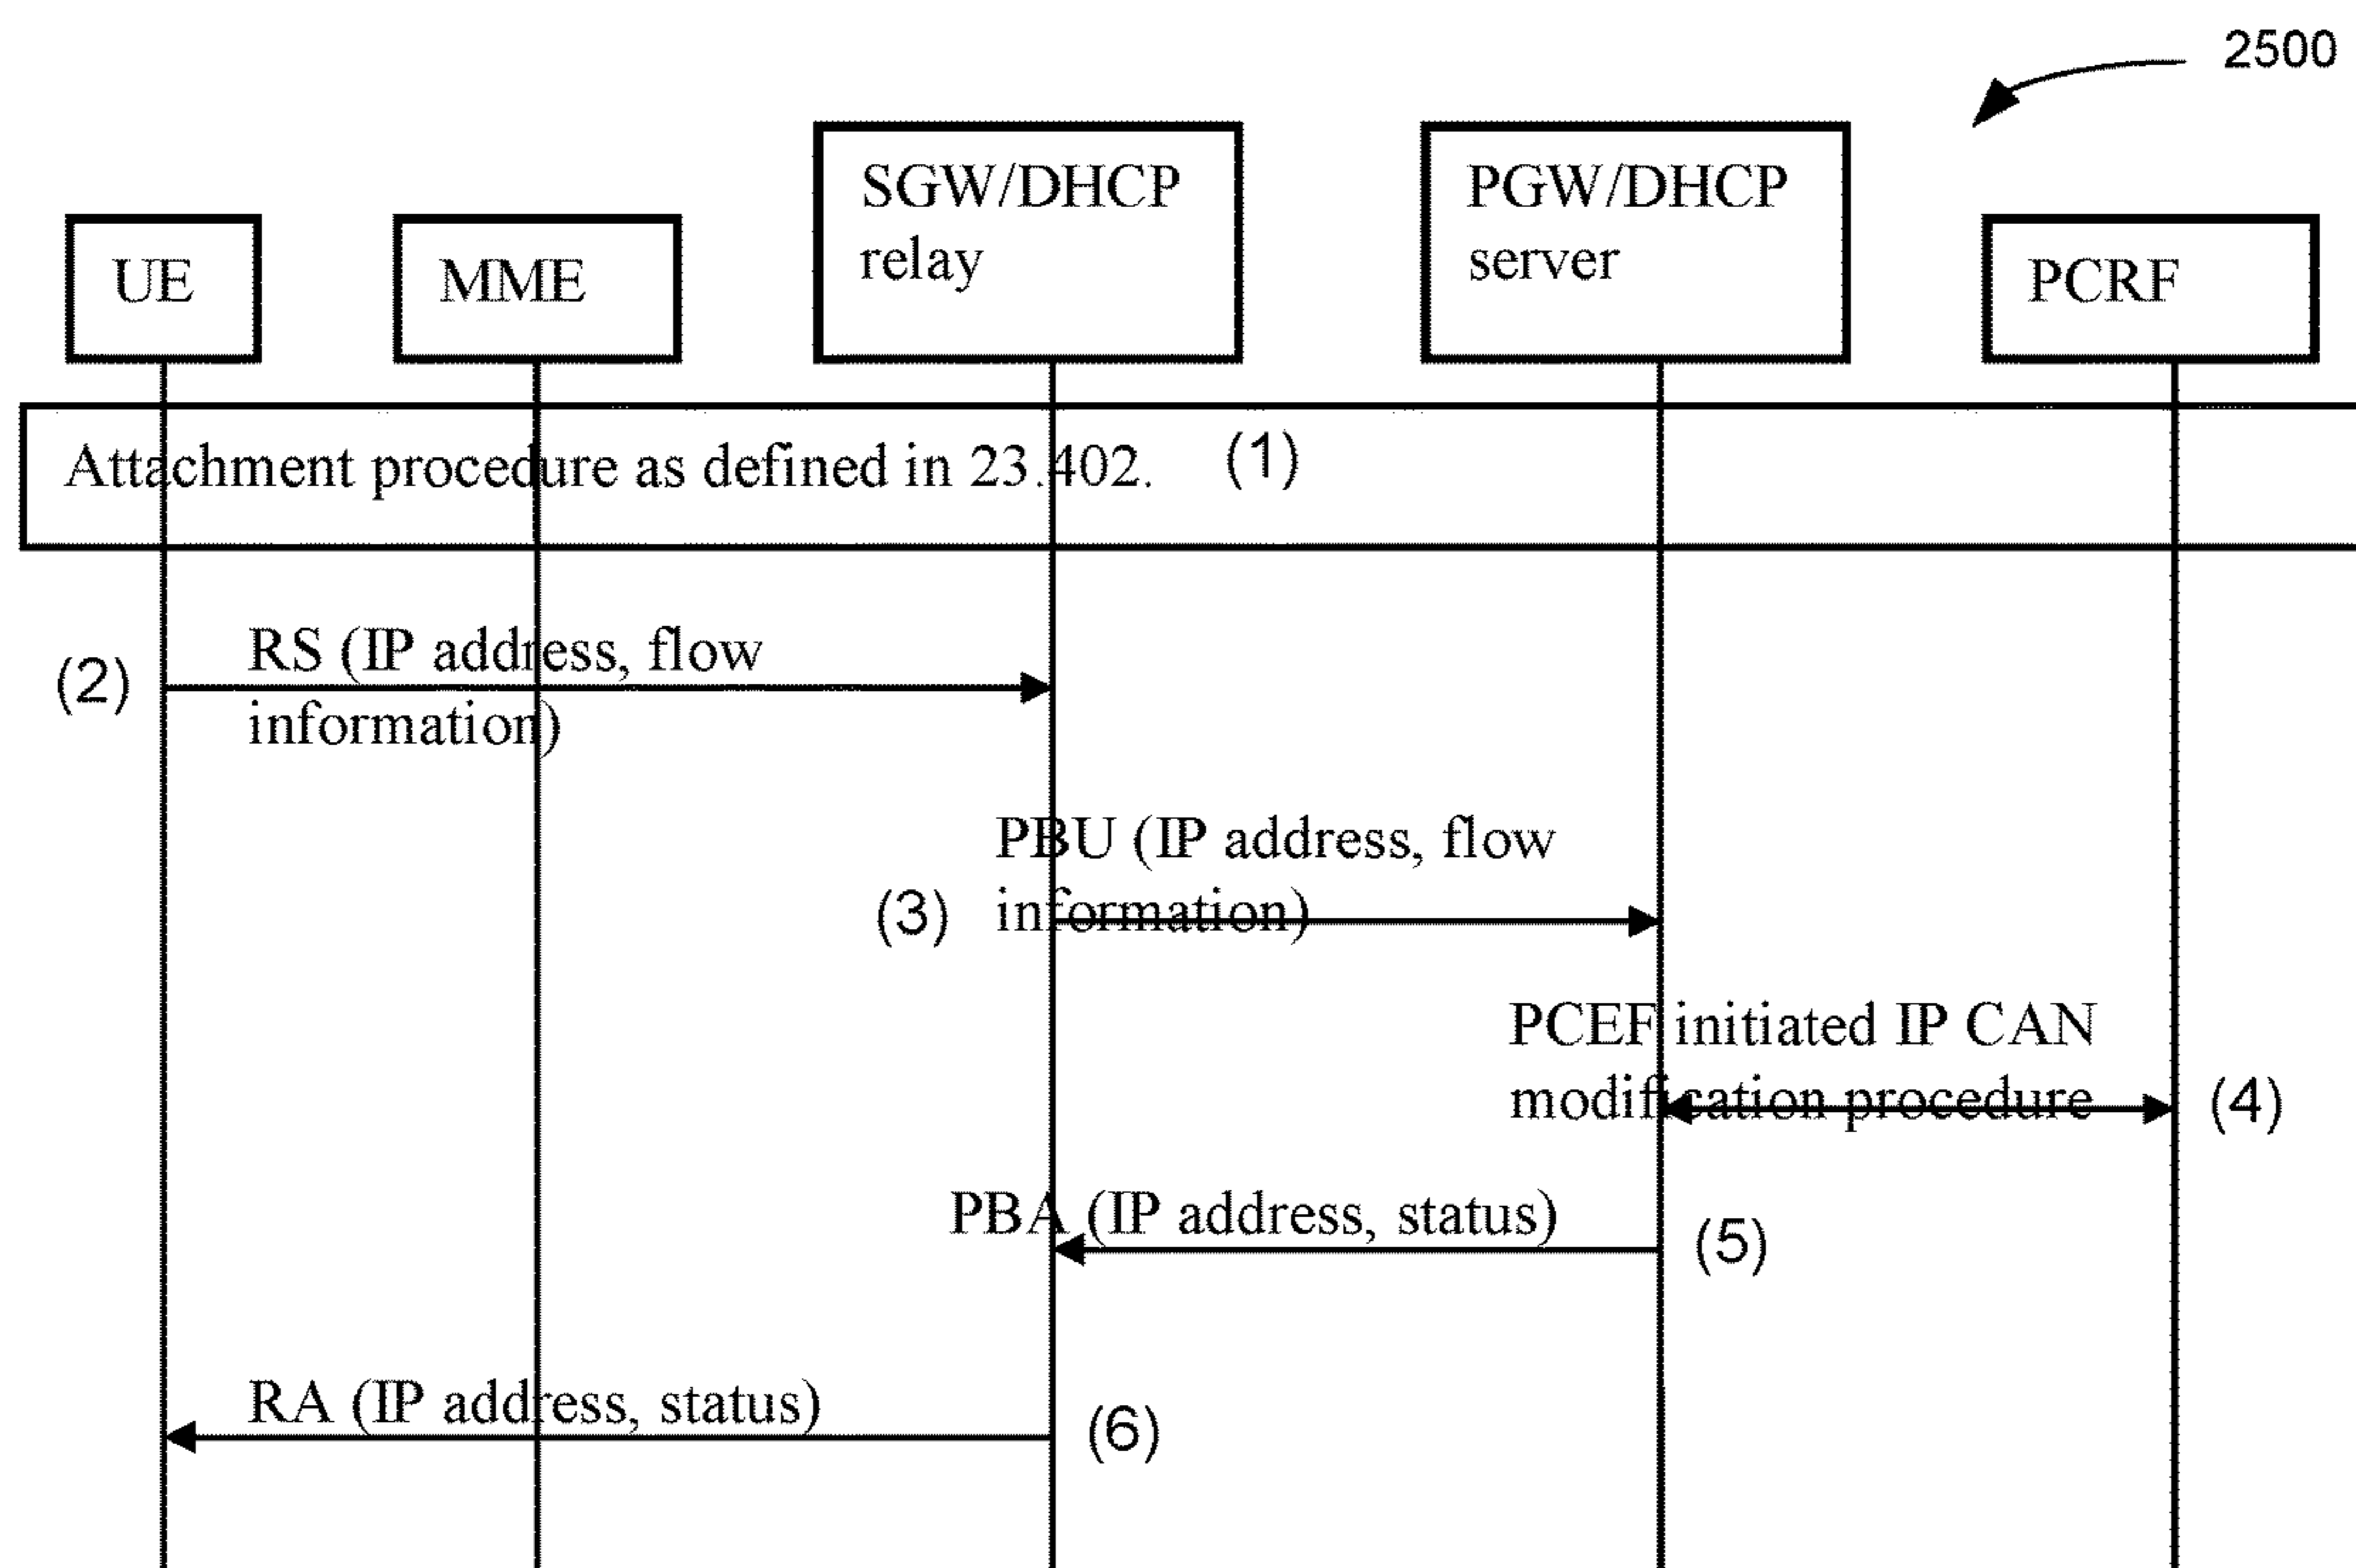 2500
UE
MME
SGW/DHCP
relay
PGW/DHCP
server
PCRF
Attachment procedure as defined in 23.402.
(1)
(2)
RS (IP address, flow
information)
PBU (IP address, flow
(3)
information)
PCEF initiated IP CAN
modification procedure
(4)
PBA (IP address, status)
(5)
RA (IP address, status)
(6)